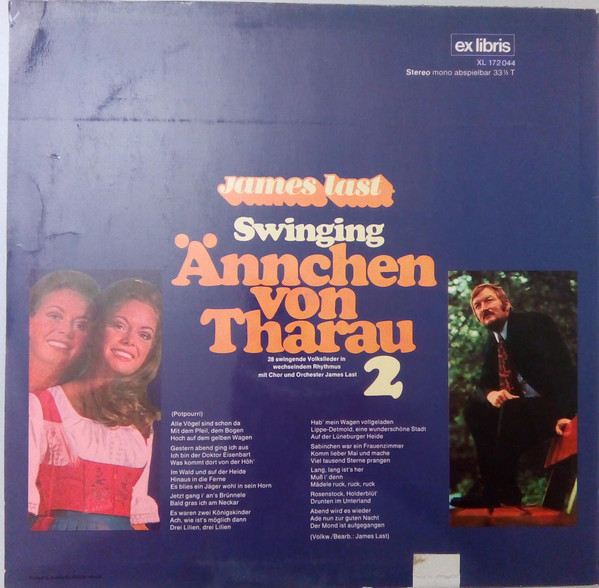 ex libris
XL 172 044
Stereo mono abspielbar 33⅓ T
james last
Swinging
Ännchen
von
Tharau
2
28 swingende Volkslieder in
wechselndem Rhythmus
mit Chor und Orchester James Last
(Potpourri)
Alle Vögel sind schon da
Mit dem Pfeil, dem Bogen
Hoch auf dem gelben Wagen
Gestern abend ging ich aus
Ich bin der Doktor Eisenbart
Was kommt dort von der Höh'
Im Wald und auf der Heide
Hinaus in die Ferne
Es blies ein Jäger wohl in sein Horn
Jetzt gang i' an's Brünnele
Bald gras ich am Neckar
Es waren zwei Königskinder
Ach, wie ist's möglich dann
Drei Lilien, drei Lilien
Hab' mein Wagen vollgeladen
Lippe-Detmold, eine wunderschöne Stadt
Auf der Lüneburger Heide
Sabinchen war ein Frauenzimmer
Komm lieber Mai und mache
Viel tausend Sterne prangen
Lang, lang ist's her
Muß i' denn
Mädele ruck, ruck, ruck
Rosenstock, Holderblüt'
Drunten im Unterland
Abend wird es wieder
Ade nun zur guten Nacht
Der Mond ist aufgegangen
(Volkw./Bearb.: James Last)